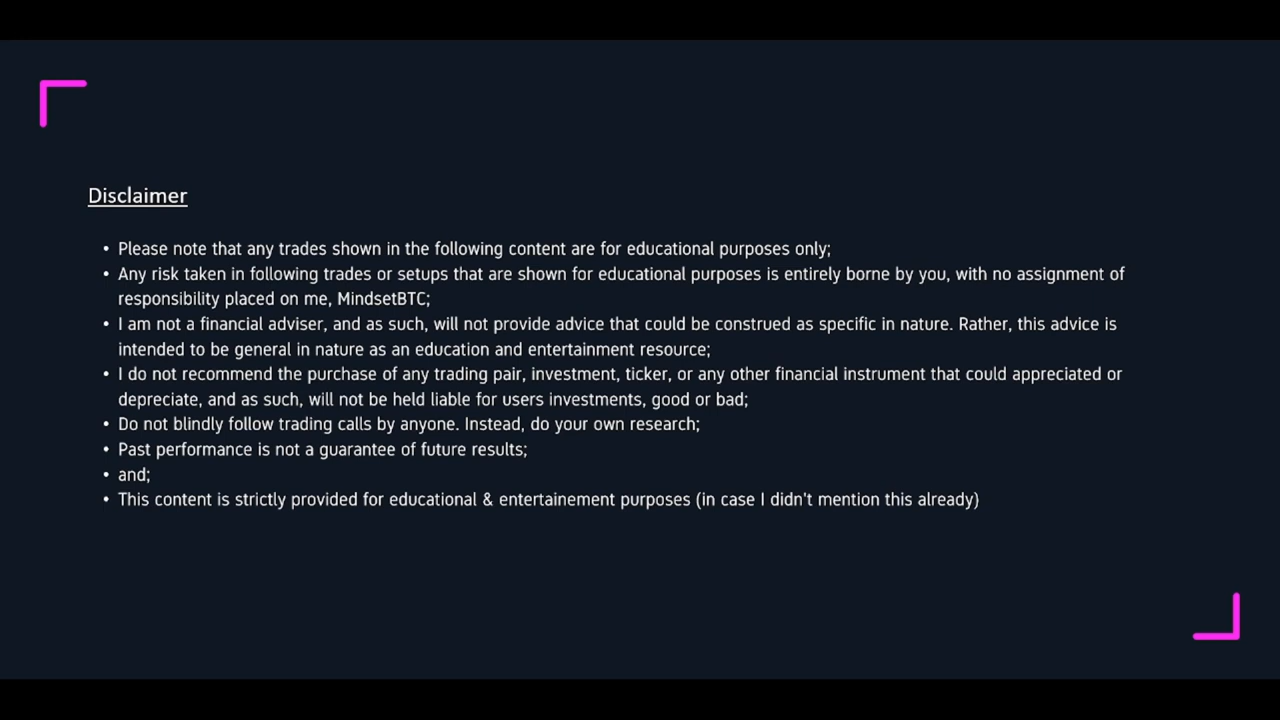 Disclaimer
• Please note that any trades shown in the following content are for educational purposes only;
• Any risk taken in following trades or setups that are shown for educational purposes is entirely borne by you, with no assignment of
responsibility placed on me, MindsetBTC;
• I am not a financial adviser, and as such, will not provide advice that could be construed as specific in nature. Rather, this advice is
intended to be general in nature as an education and entertainment resource;
• I do not recommend the purchase of any trading pair, investment, ticker, or any other financial instrument that could appreciated or
depreciate, and as such, will not be held liable for users investments, good or bad;
• Do not blindly follow trading calls by anyone. Instead, do your own research;
• Past performance is not a guarantee of future results;
• and;
• This content is strictly provided for educational & entertainement purposes (in case I didn't mention this already)